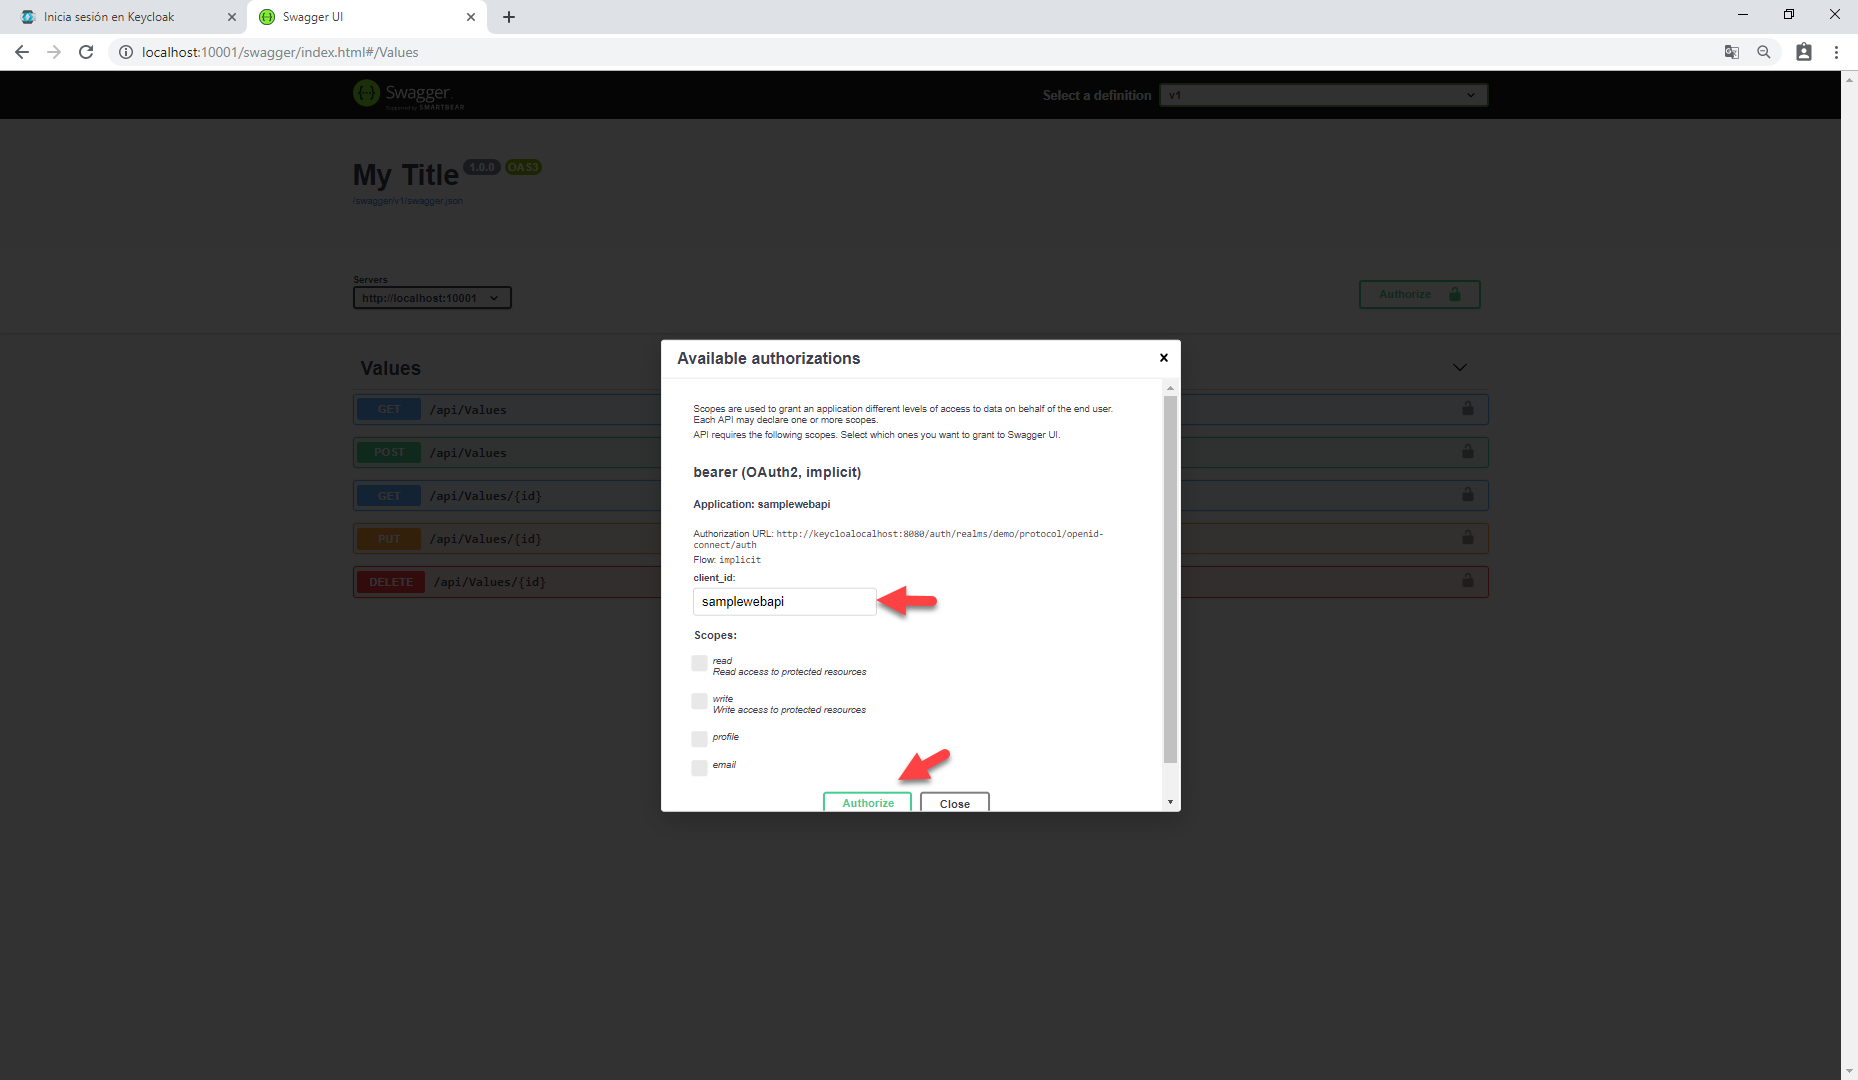 Inicia sesión en Keycloak
Swagger UI
localhost:10001/swagger/index.html#/Values
Swagger
Supported by SMARTBEAR
Select a definition
v1
My Title
1.0.0
OAS3
/swagger/v1/swagger.json
Servers
http://localhost:10001
Authorize
Values
GET /api/Values
POST /api/Values
GET /api/Values/{id}
PUT /api/Values/{id}
DELETE /api/Values/{id}
Available authorizations
Scopes are used to grant an application different levels of access to data on behalf of the end user.
Each API may declare one or more scopes.
API requires the following scopes. Select which ones you want to grant to Swagger UI.
bearer (OAuth2, implicit)
Application: samplewebapi
Authorization URL: http://keycloalocalhost:8080/auth/realms/demo/protocol/openid-
connect/auth
Flow: implicit
client_id:
samplewebapi
Scopes:
read
Read access to protected resources
write
Write access to protected resources
profile
email
Authorize
Close